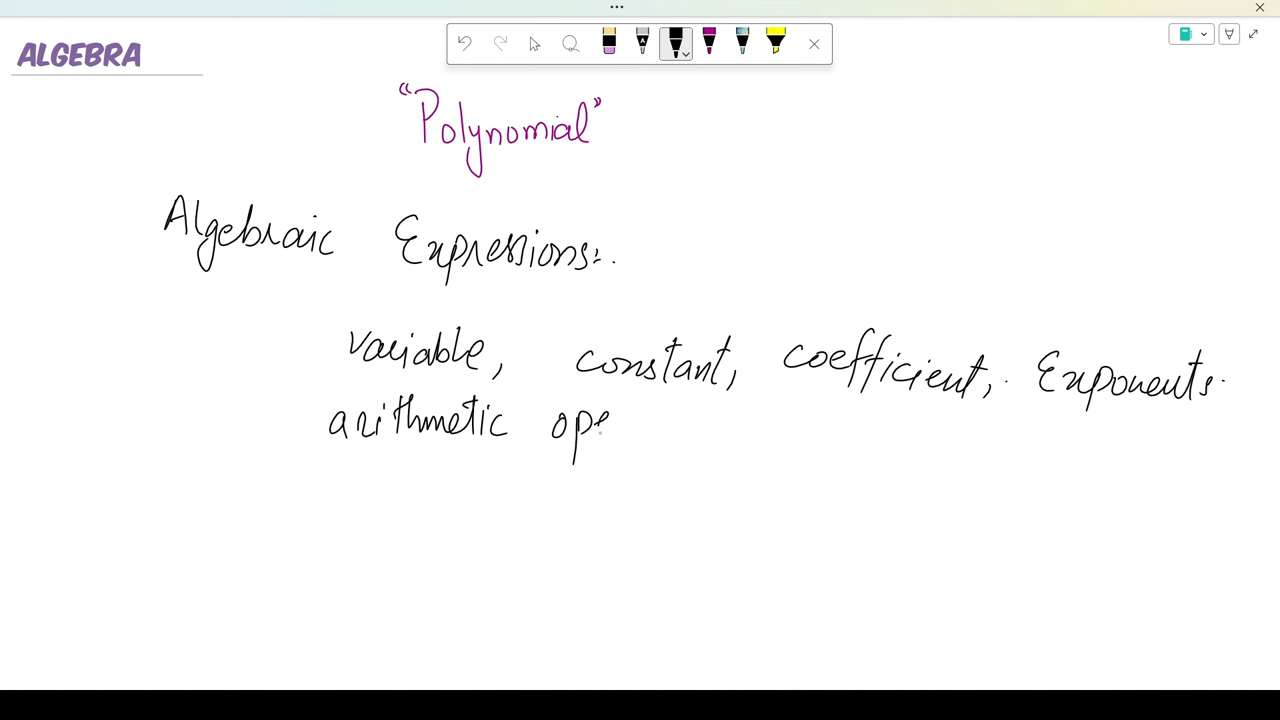 ALGEBRA
"Polynomial"
Algebraic Expressions:.
variable, constant, coefficient, Exponents.
arithmetic ope